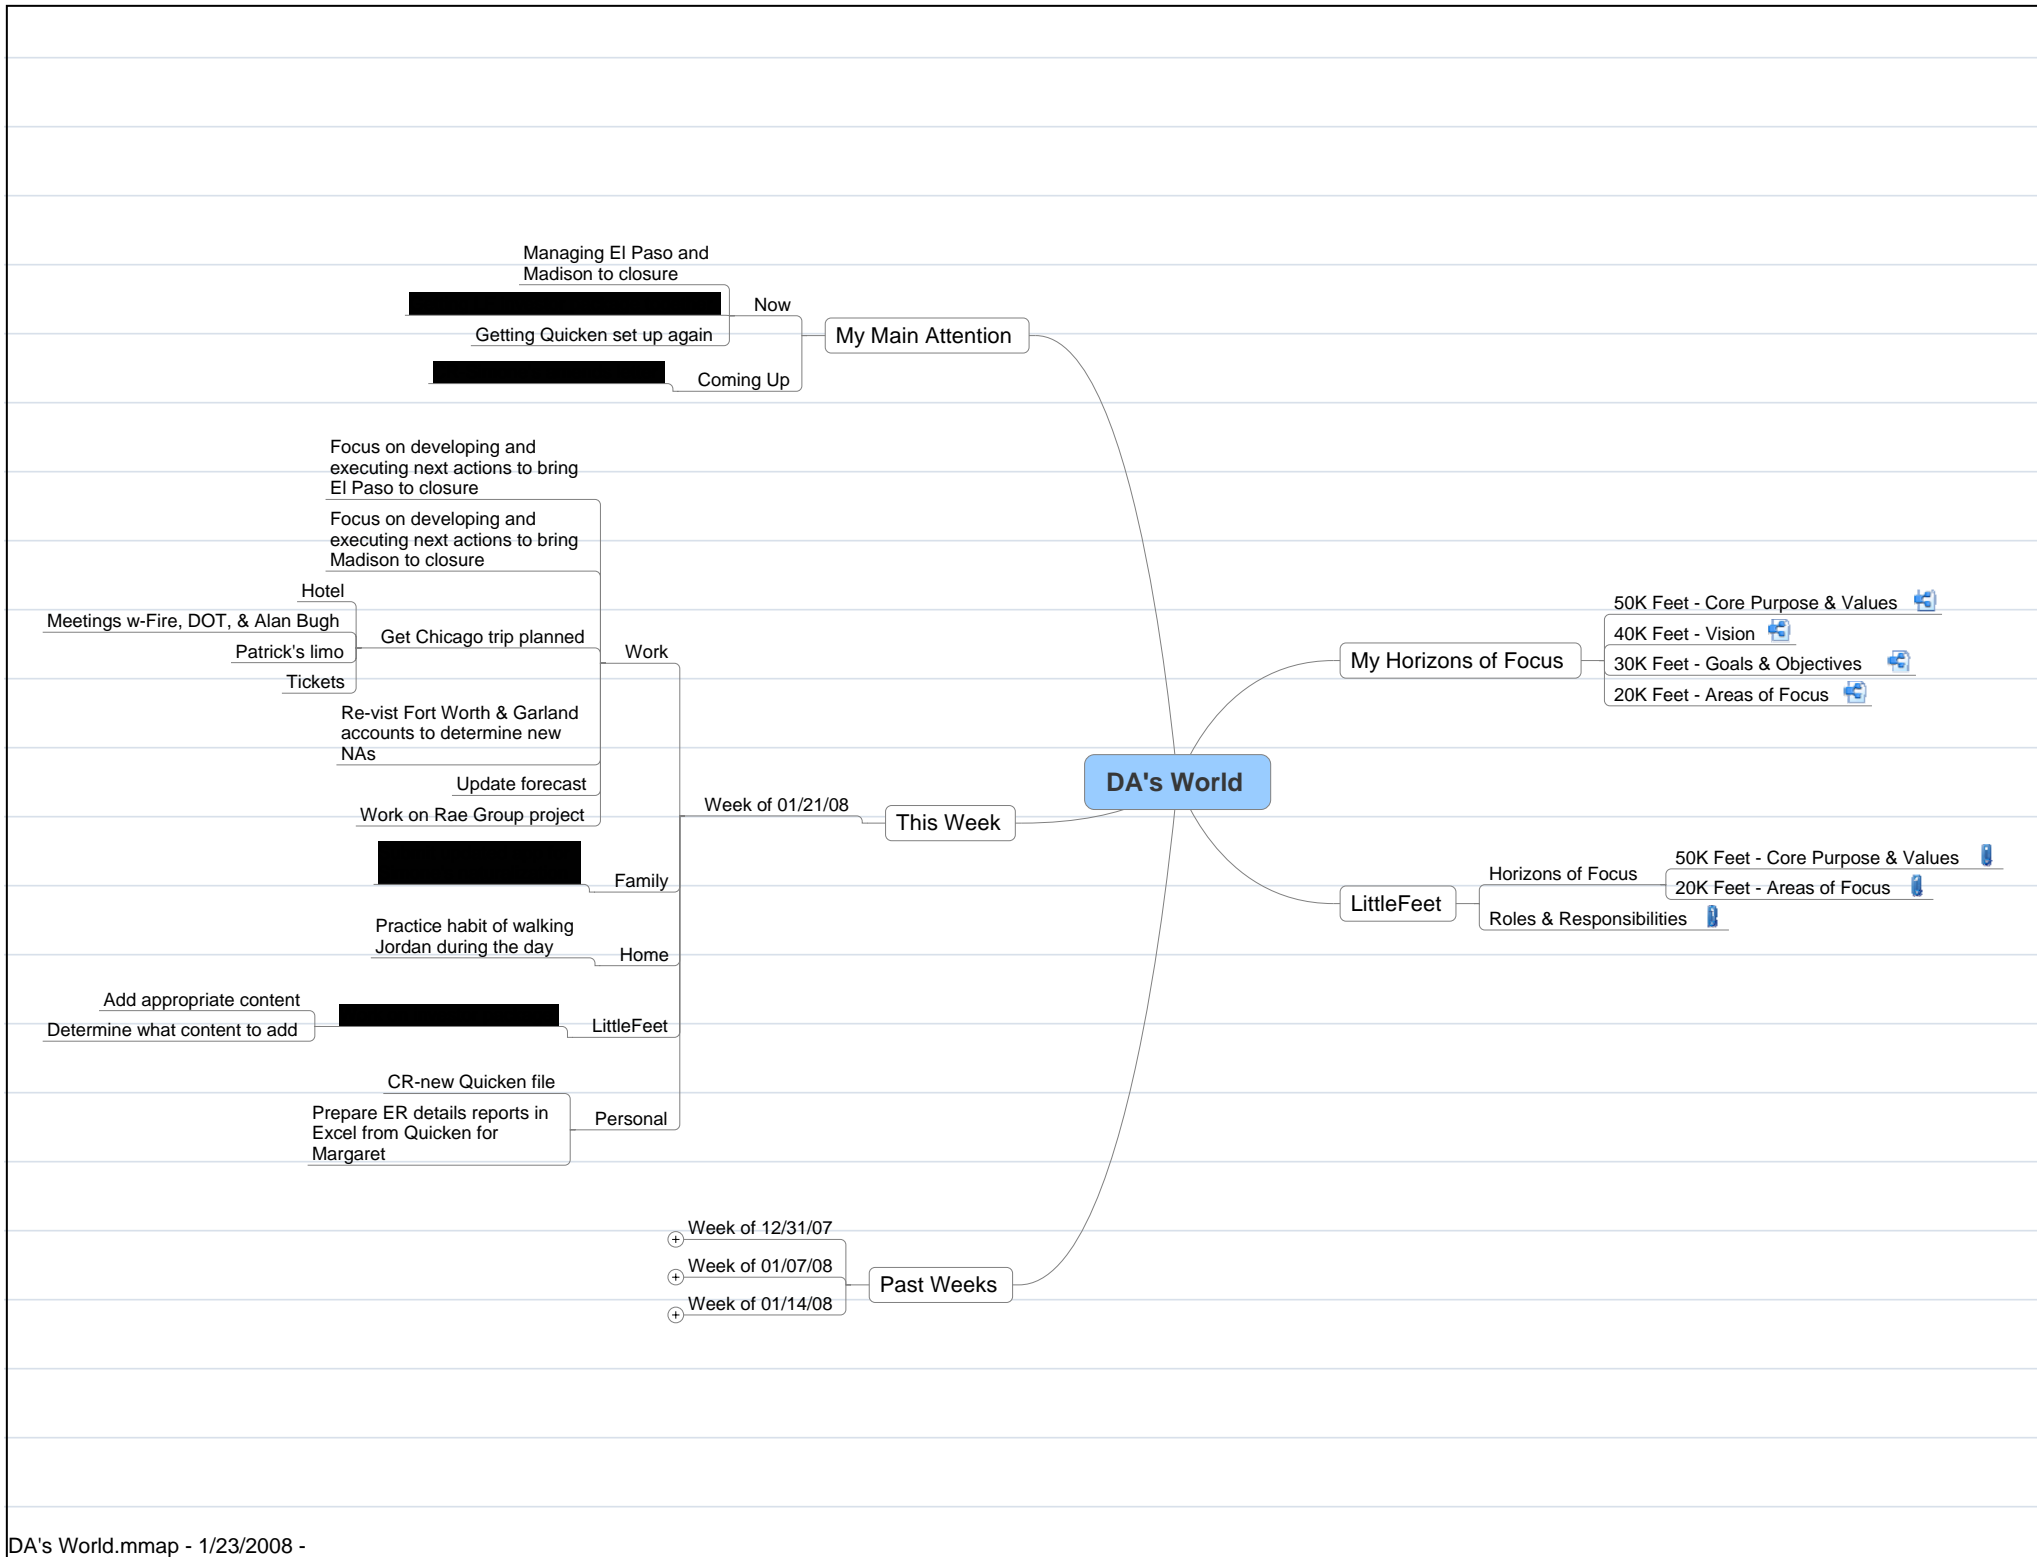 Managing El Paso and
Madison to closure
Now
Getting Quicken set up again
My Main Attention
Coming Up
Focus on developing and
executing next actions to bring
El Paso to closure
Focus on developing and
executing next actions to bring
Madison to closure
Hotel
Meetings w-Fire, DOT, & Alan Bugh
Patrick's limo
Tickets
Get Chicago trip planned
Work
Re-vist Fort Worth & Garland
accounts to determine new
NAs
Update forecast
Work on Rae Group project
Week of 01/21/08
This Week
Family
Practice habit of walking
Jordan during the day
Home
Add appropriate content
Determine what content to add
LittleFeet
CR-new Quicken file
Prepare ER details reports in
Excel from Quicken for
Margaret
Personal
Week of 12/31/07
Week of 01/07/08
Week of 01/14/08
Past Weeks
DA's World
My Horizons of Focus
50K Feet - Core Purpose & Values
40K Feet - Vision
30K Feet - Goals & Objectives
20K Feet - Areas of Focus
LittleFeet
Horizons of Focus
50K Feet - Core Purpose & Values
20K Feet - Areas of Focus
Roles & Responsibilities
DA's World.mmap - 1/23/2008 -